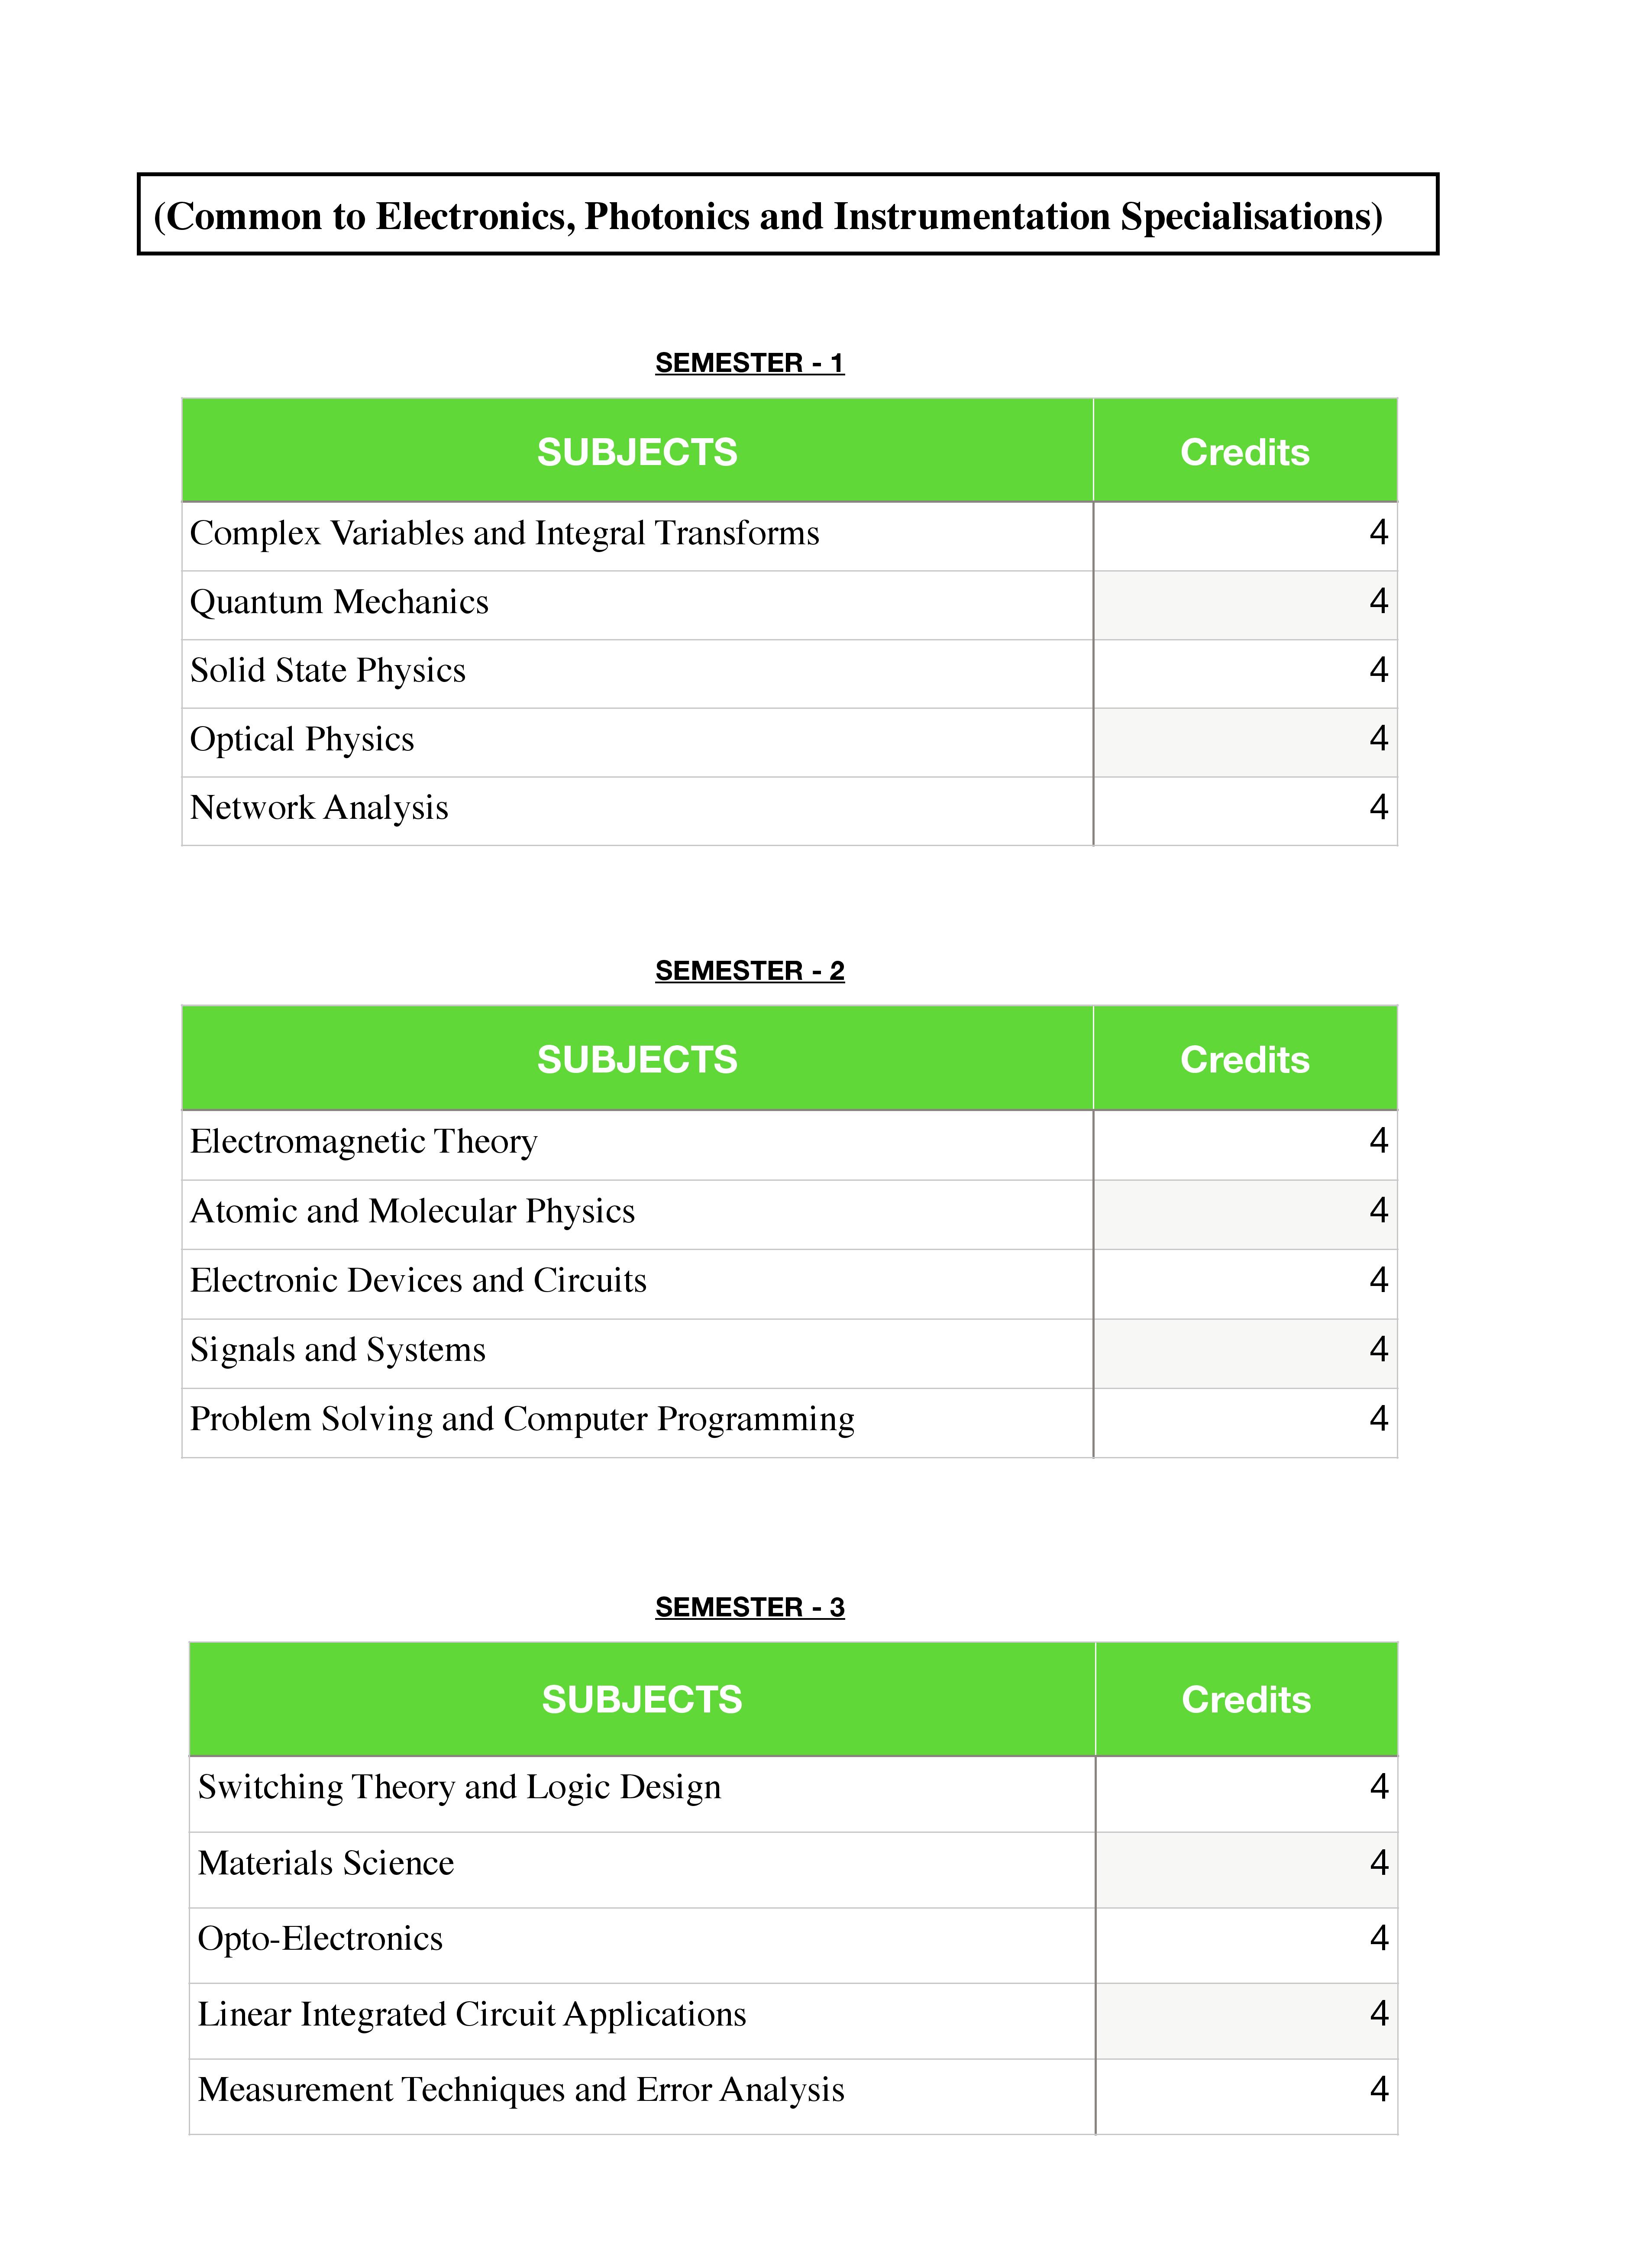 (Common to Electronics, Photonics and Instrumentation Specialisations)
SEMESTER - 1
SUBJECTS Credits
Complex Variables and Integral Transforms 4
Quantum Mechanics 4
Solid State Physics 4
Optical Physics 4
Network Analysis 4
SEMESTER - 2
SUBJECTS Credits
Electromagnetic Theory 4
Atomic and Molecular Physics 4
Electronic Devices and Circuits 4
Signals and Systems 4
Problem Solving and Computer Programming 4
SEMESTER - 3
SUBJECTS Credits
Switching Theory and Logic Design 4
Materials Science 4
Opto-Electronics 4
Linear Integrated Circuit Applications 4
Measurement Techniques and Error Analysis 4